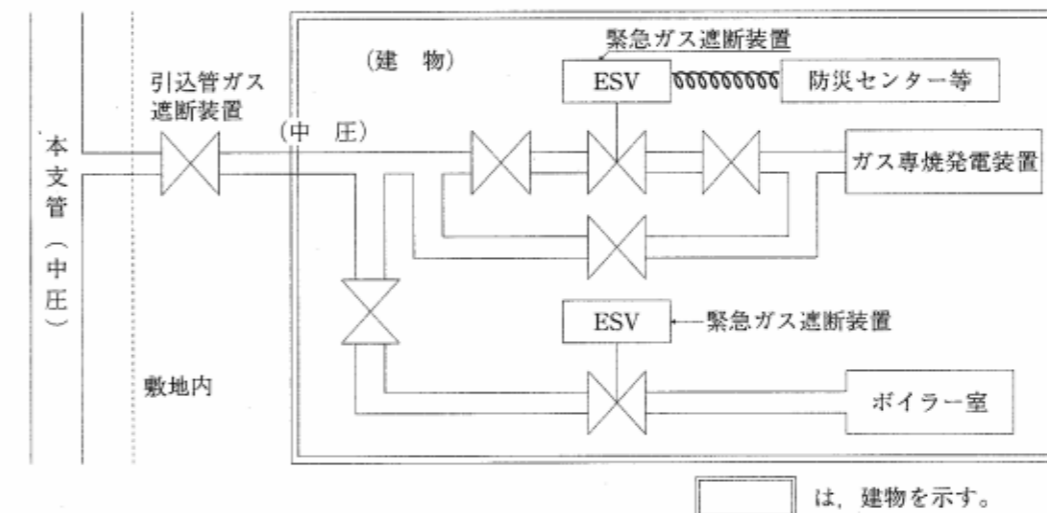 緊急ガス遮断装置
(建 物)
ESV
防災センター等
引込管ガス
遮断装置
(中 圧)
本支管(中圧)
ガス専焼発電装置
ESV
緊急ガス遮断装置
敷地内
ボイラー室
は, 建物を示す。